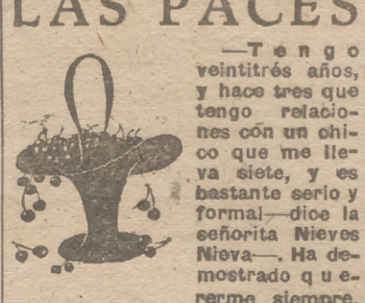 LAS PACES
—Tengo
veintitrés años,
y hace tres que
tengo relacio-
nes con un chi-
co que me lle-
va siete, y es
bastante serio y
formal—dice la
señorita Nieves
Nieva—. Ha de-
mostrado que-
rerme siempre,